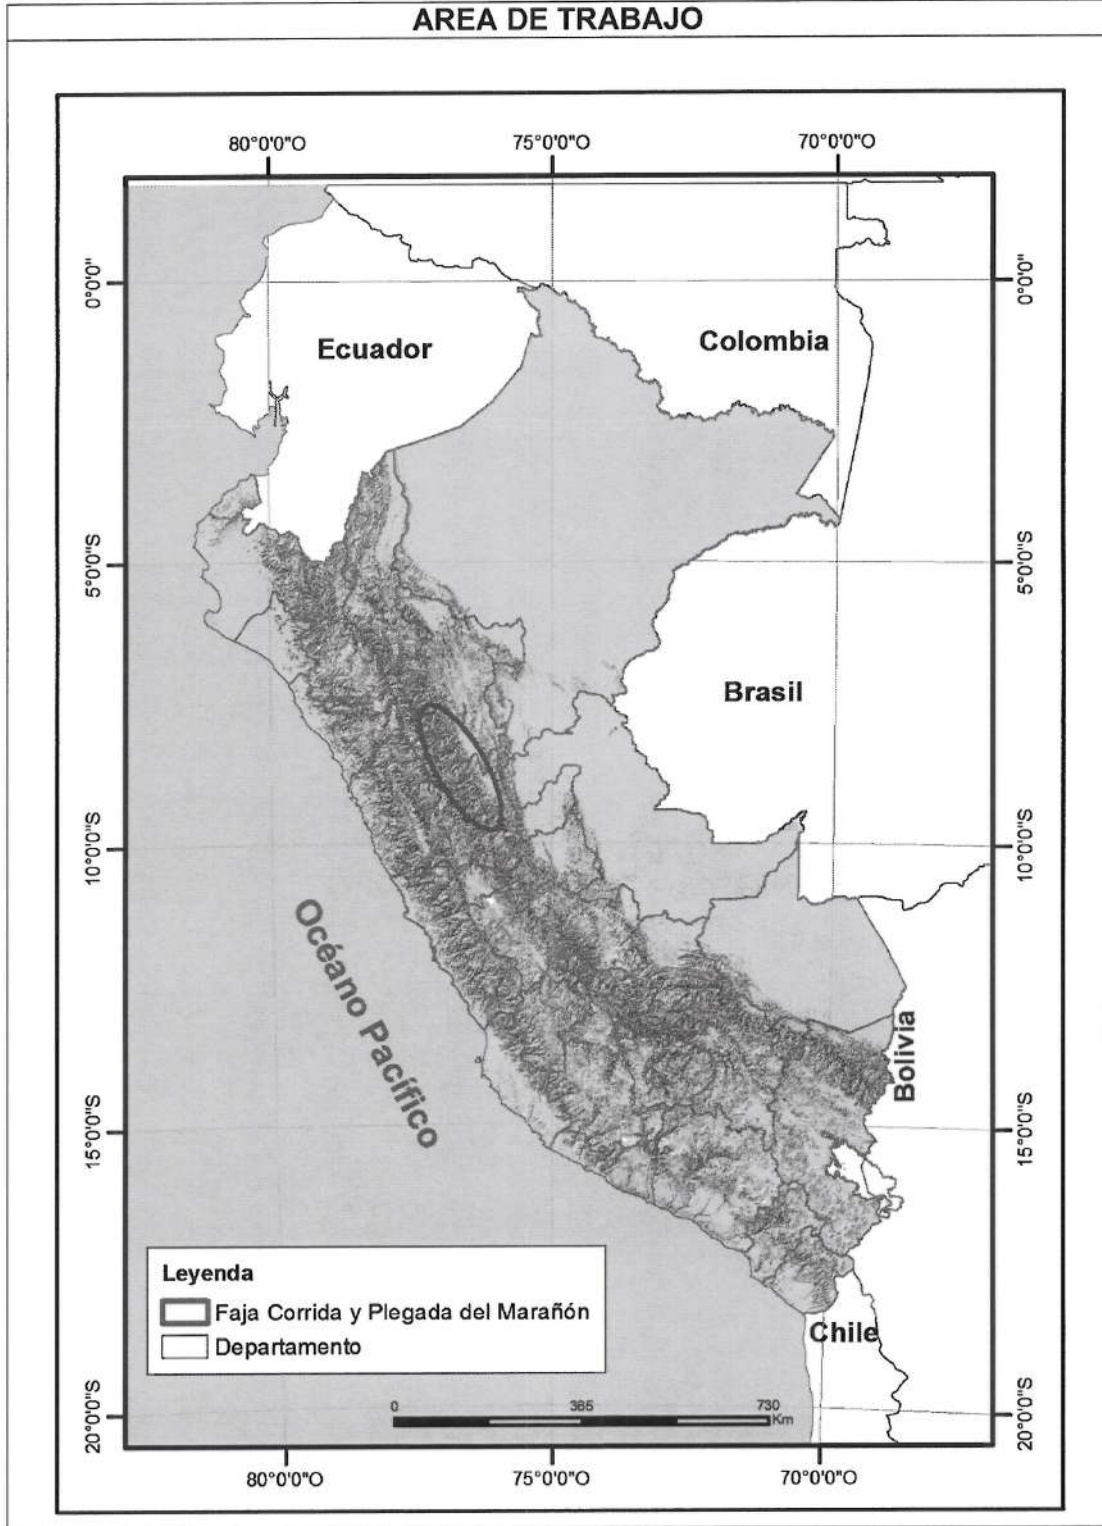 AREA DE TRABAJO
80°0'0"O
75°0'0"O
70°0'0"O
0°0'0"
0°0'0"
Ecuador
Colombia
5°0'0"S
5°0'0"S
Brasil
10°0'0"S
10°0'0"S
Océano Pacífico
Bolivia
15°0'0"S
15°0'0"S
Leyenda
Faja Corrida y Plegada del Marañón
Departamento
Chile
0 365 730
Km
20°0'0"S
20°0'0"S
80°0'0"O
75°0'0"O
70°0'0"O